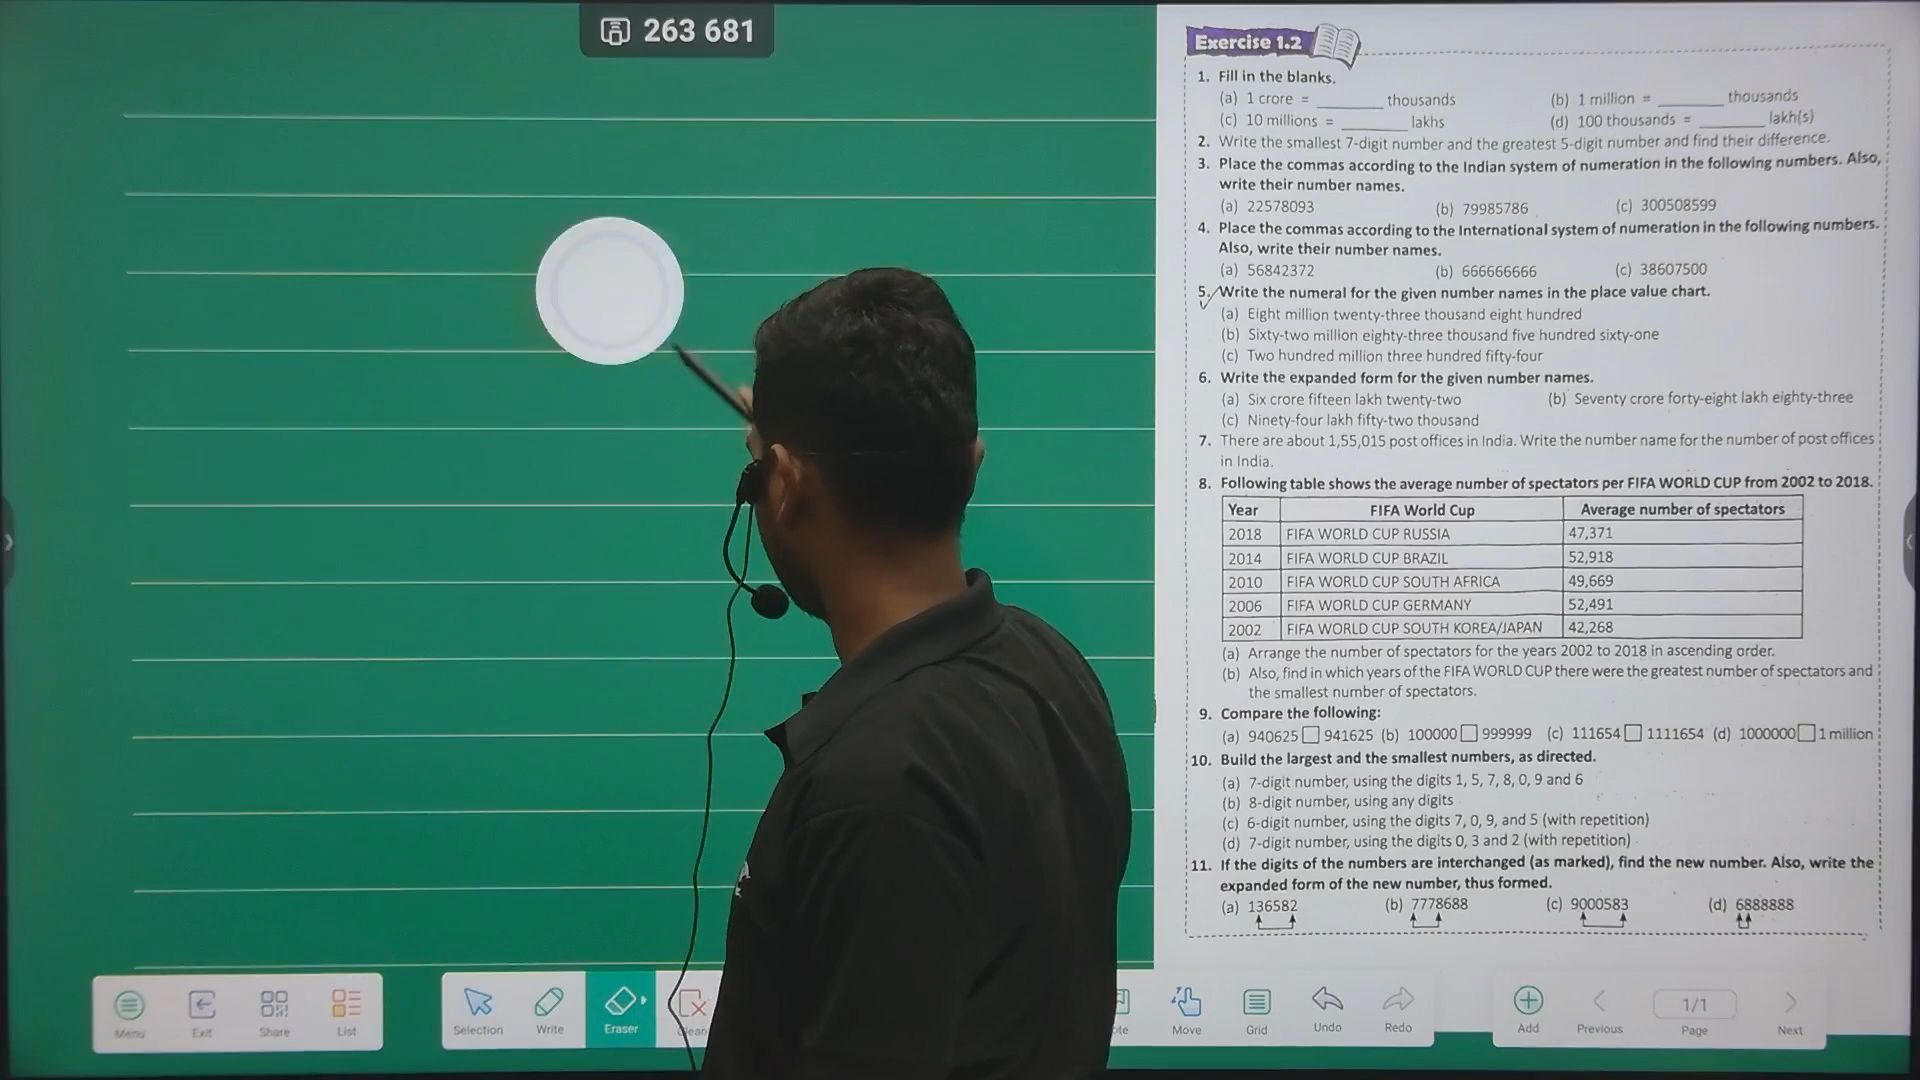 263 681
Exercise 1.2
1. Fill in the blanks.
(a) 1 crore = ________ thousands (b) 1 million = ________ thousands
(c) 10 millions = ________ lakhs (d) 100 thousands = ________ lakh(s)
2. Write the smallest 7-digit number and the greatest 5-digit number and find their difference.
3. Place the commas according to the Indian system of numeration in the following numbers. Also,
write their number names.
(a) 22578093 (b) 79985786 (c) 300508599
4. Place the commas according to the International system of numeration in the following numbers.
Also, write their number names.
(a) 56842372 (b) 666666666 (c) 38607500
5. Write the numeral for the given number names in the place value chart.
(a) Eight million twenty-three thousand eight hundred
(b) Sixty-two million eighty-three thousand five hundred sixty-one
(c) Two hundred million three hundred fifty-four
6. Write the expanded form for the given number names.
(a) Six crore fifteen lakh twenty-two (b) Seventy crore forty-eight lakh eighty-three
(c) Ninety-four lakh fifty-two thousand
7. There are about 1,55,015 post offices in India. Write the number name for the number of post offices
in India.
8. Following table shows the average number of spectators per FIFA WORLD CUP from 2002 to 2018.
Year FIFA World Cup Average number of spectators
2018 FIFA WORLD CUP RUSSIA 47,371
2014 FIFA WORLD CUP BRAZIL 52,918
2010 FIFA WORLD CUP SOUTH AFRICA 49,669
2006 FIFA WORLD CUP GERMANY 52,491
2002 FIFA WORLD CUP SOUTH KOREA/JAPAN 42,268
(a) Arrange the number of spectators for the years 2002 to 2018 in ascending order.
(b) Also, find in which years of the FIFA WORLD CUP there were the greatest number of spectators and
the smallest number of spectators.
9. Compare the following:
(a) 940625 □ 941625 (b) 100000 □ 999999 (c) 111654 □ 1111654 (d) 1000000 □ 1 million
10. Build the largest and the smallest numbers, as directed.
(a) 7-digit number, using the digits 1, 5, 7, 8, 0, 9 and 6
(b) 8-digit number, using any digits
(c) 6-digit number, using the digits 7, 0, 9, and 5 (with repetition)
(d) 7-digit number, using the digits 0, 3 and 2 (with repetition)
11. If the digits of the numbers are interchanged (as marked), find the new number. Also, write the
expanded form of the new number, thus formed.
(a) 136582 (b) 7778688 (c) 9000583 (d) 6888888
Menu Exit Share List Selection Write Eraser Clean Move Grid Undo Redo Add Previous 1/1 Page Next